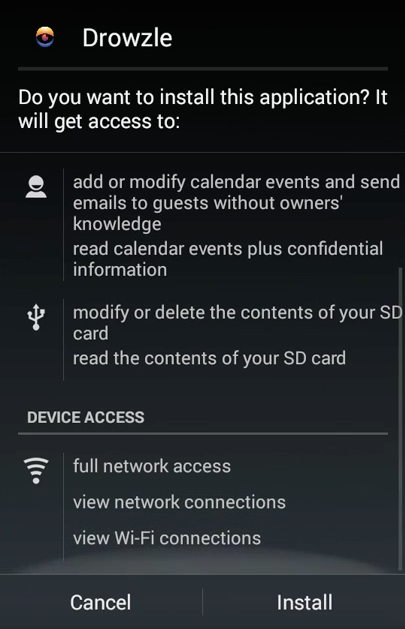 Drowzle
Do you want to install this application? It
will get access to:
add or modify calendar events and send
emails to guests without owners'
knowledge
read calendar events plus confidential
information
modify or delete the contents of your SD
card
read the contents of your SD card
DEVICE ACCESS
full network access
view network connections
view Wi-Fi connections
Cancel
Install